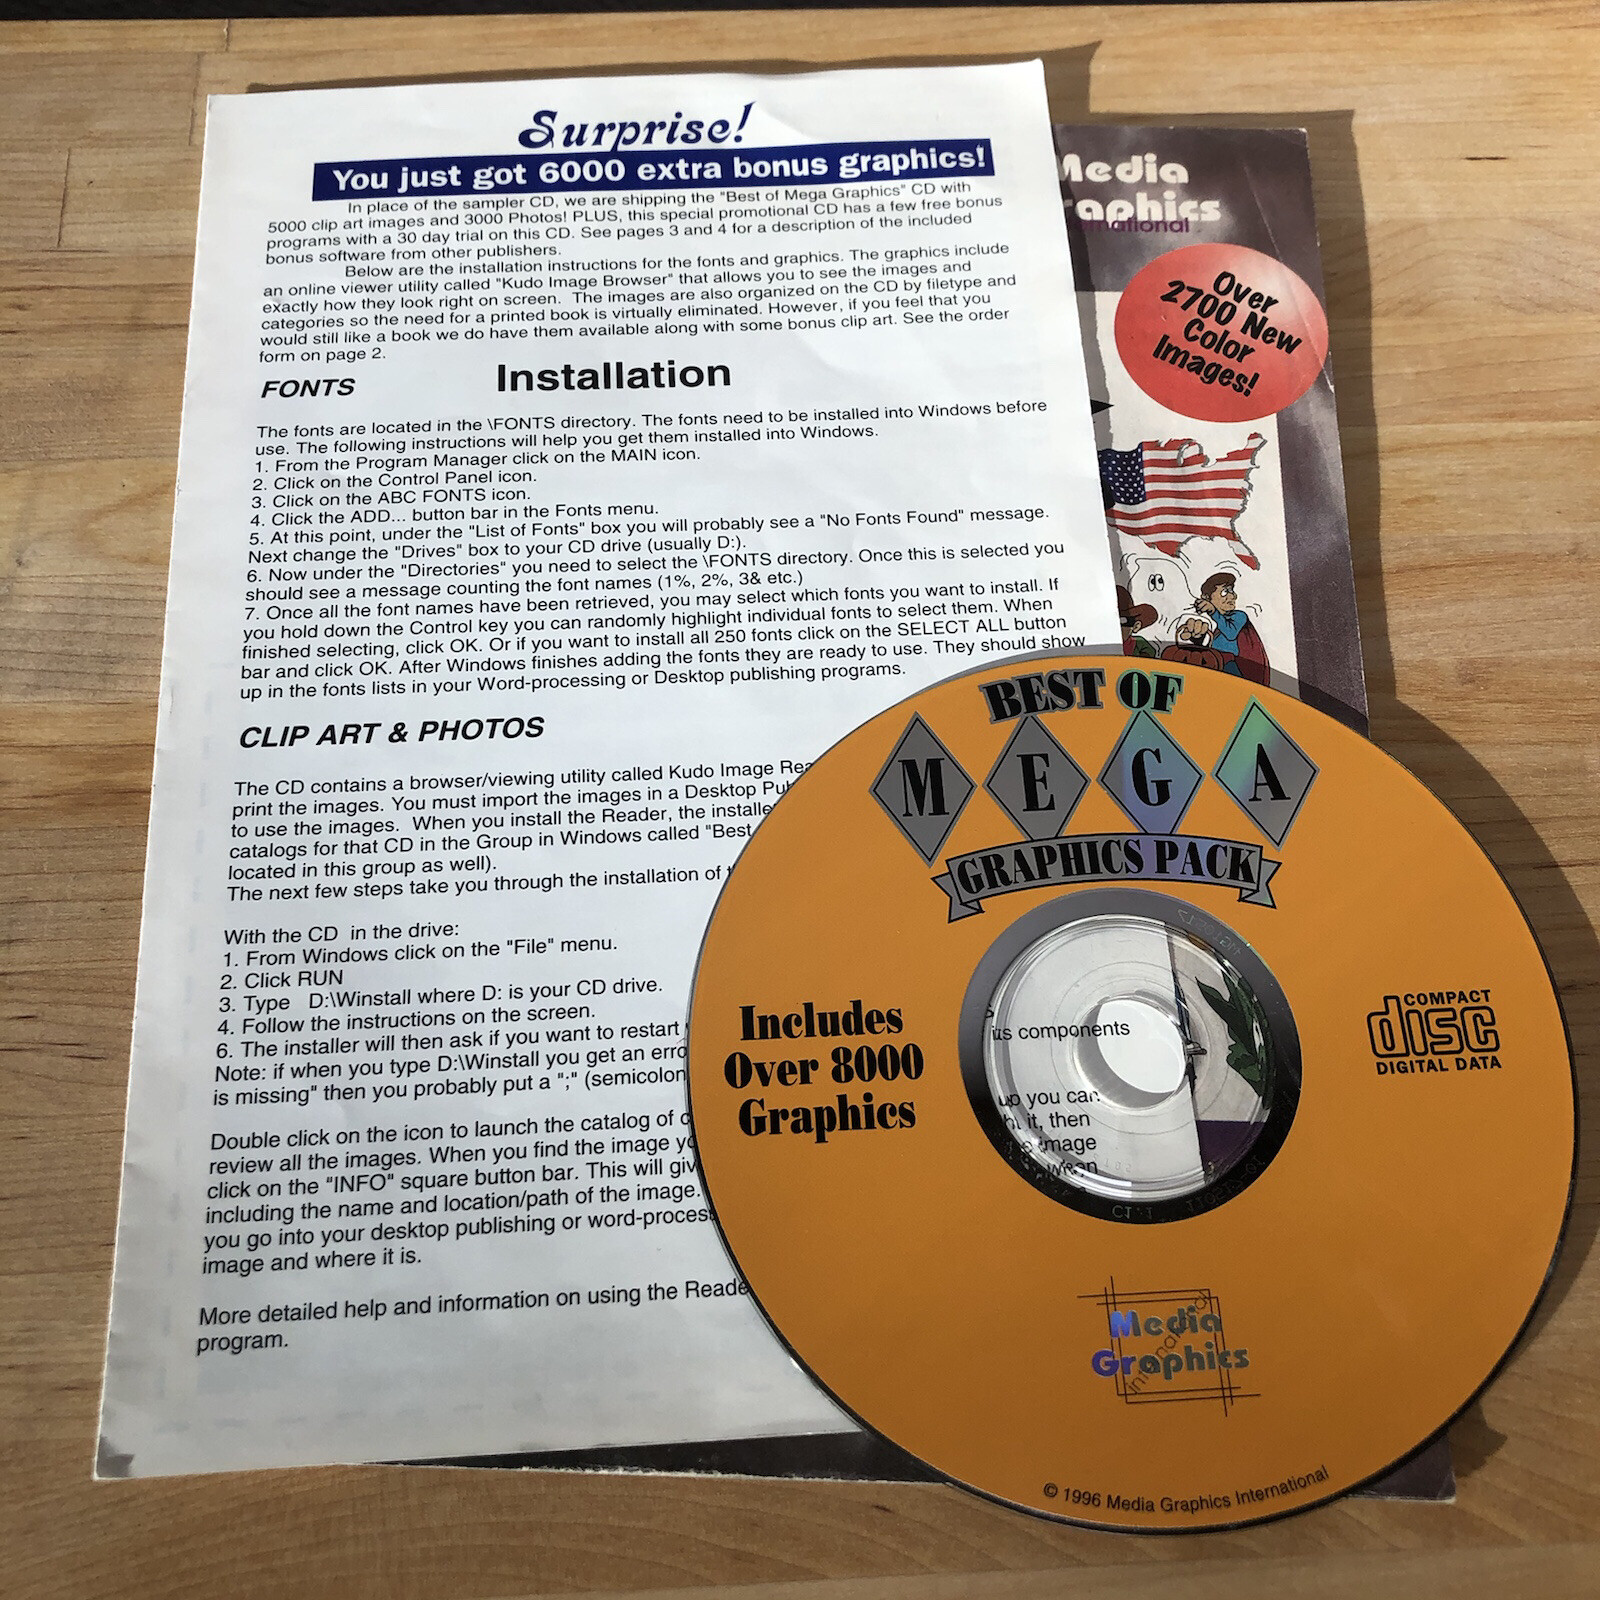 Surprise!
You just got 6000 extra bonus graphics!
In place of the sampler CD, we are shipping the "Best of Mega Graphics" CD with
5000 clip art images and 3000 Photos! PLUS, this special promotional CD has a few free bonus
programs with a 30 day trial on this CD. See pages 3 and 4 for a description of the included
bonus software from other publishers.
Below are the installation instructions for the fonts and graphics. The graphics include
an online viewer utility called "Kudo Image Browser" that allows you to see the images and
exactly how they look right on screen. The images are also organized on the CD by filetype and
categories so the need for a printed book is virtually eliminated. However, if you feel that you
would still like a book we do have them available along with some bonus clip art. See the order
form on page 2.
FONTS
Installation
The fonts are located in the \FONTS directory. The fonts need to be installed into Windows before
use. The following instructions will help you get them installed into Windows.
1. From the Program Manager click on the MAIN icon.
2. Click on the Control Panel icon.
3. Click on the ABC FONTS icon.
4. Click the ADD... button bar in the Fonts menu.
5. At this point, under the "List of Fonts" box you will probably see a "No Fonts Found" message.
Next change the "Drives" box to your CD drive (usually D:).
6. Now under the "Directories" you need to select the \FONTS directory. Once this is selected you
should see a message counting the font names (1%, 2%, 3& etc.)
7. Once all the font names have been retrieved, you may select which fonts you want to install. If
you hold down the Control key you can randomly highlight individual fonts to select them. When
finished selecting, click OK. Or if you want to install all 250 fonts click on the SELECT ALL button
bar and click OK. After Windows finishes adding the fonts they are ready to use. They should show
up in the fonts lists in your Word-processing or Desktop publishing programs.
CLIP ART & PHOTOS
The CD contains a browser/viewing utility called Kudo Image Rea
print the images. You must import the images in a Desktop Pu
to use the images. When you install the Reader, the installe
catalogs for that CD in the Group in Windows called "Best
located in this group as well).
The next few steps take you through the installation of
With the CD in the drive:
1. From Windows click on the "File" menu.
2. Click RUN
3. Type D:\Winstall where D: is your CD drive.
4. Follow the instructions on the screen.
6. The installer will then ask if you want to restart
Note: if when you type D:\Winstall you get an erro
is missing" then you probably put a ";" (semicolon
Double click on the icon to launch the catalog of c
review all the images. When you find the image yo
click on the "INFO" square button bar. This will giv
including the name and location/path of the image.
you go into your desktop publishing or word-process
image and where it is.
More detailed help and information on using the Reade
program.
Media
raphics
national
Over
2700 New
Color
Images!
BEST OF
MEGA
GRAPHICS PACK
Includes
Over 8000
Graphics
COMPACT
disc
DIGITAL DATA
its components
up you can
it, then
image
when
Media
Graphics
international
© 1996 Media Graphics International